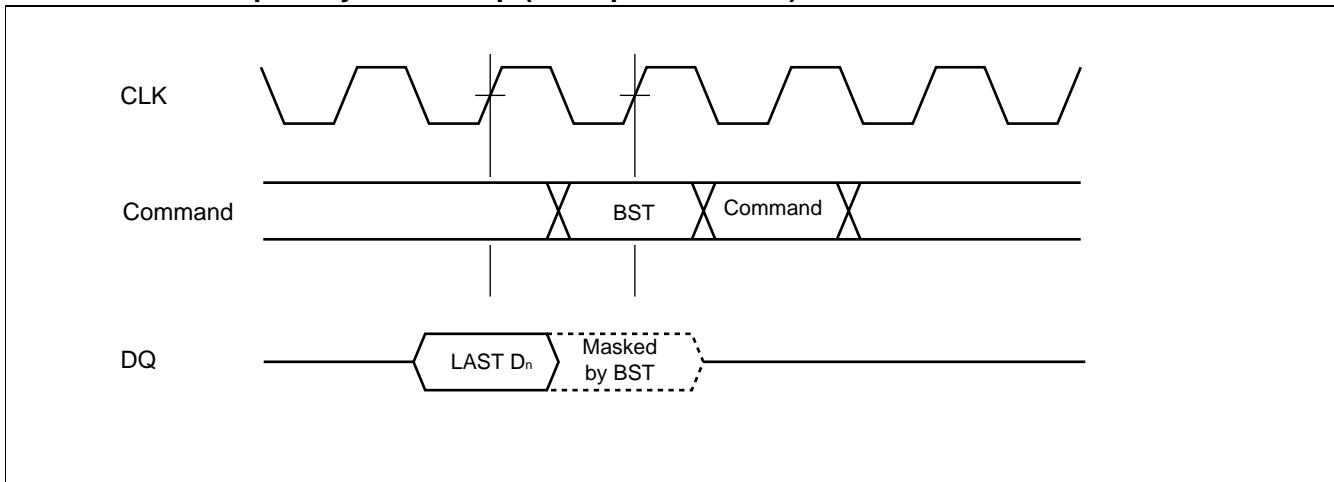 CLK
Command
BST
Command
DQ
LAST Dn
Masked
by BST